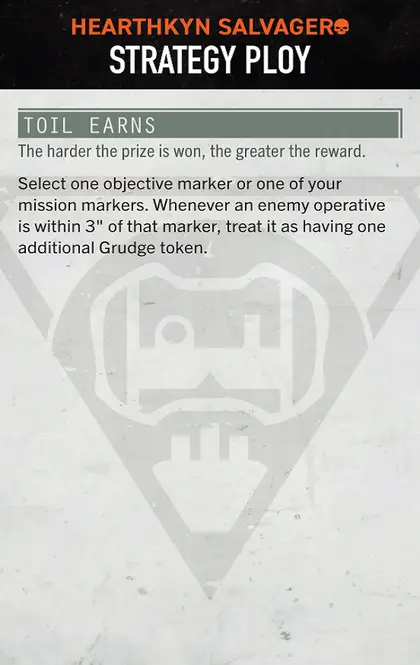 HEARTHKYN SALVAGER
STRATEGY PLOY
TOIL EARNS
The harder the prize is won, the greater the reward.
Select one objective marker or one of your
mission markers. Whenever an enemy operative
is within 3" of that marker, treat it as having one
additional Grudge token.